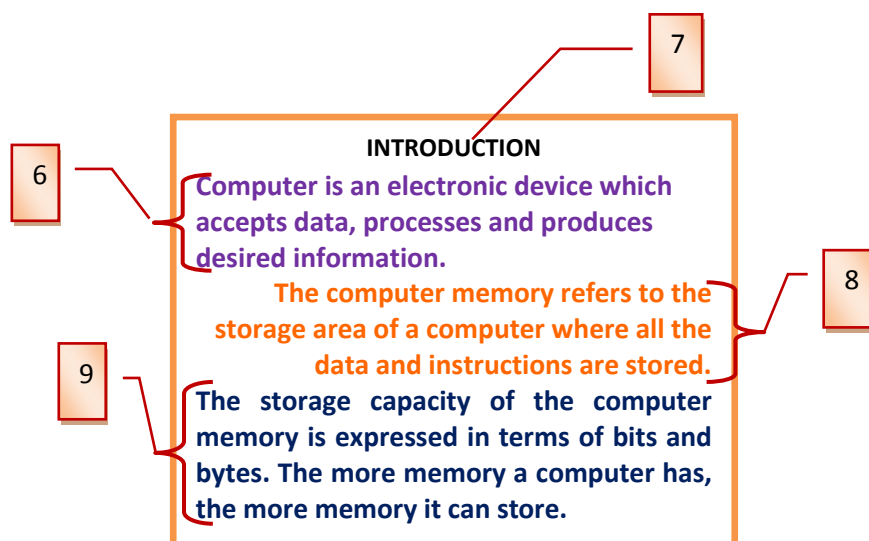 7
INTRODUCTION
6
Computer is an electronic device which
accepts data, processes and produces
desired information.
8
The computer memory refers to the
storage area of a computer where all the
data and instructions are stored.
9
The storage capacity of the computer
memory is expressed in terms of bits and
bytes. The more memory a computer has,
the more memory it can store.